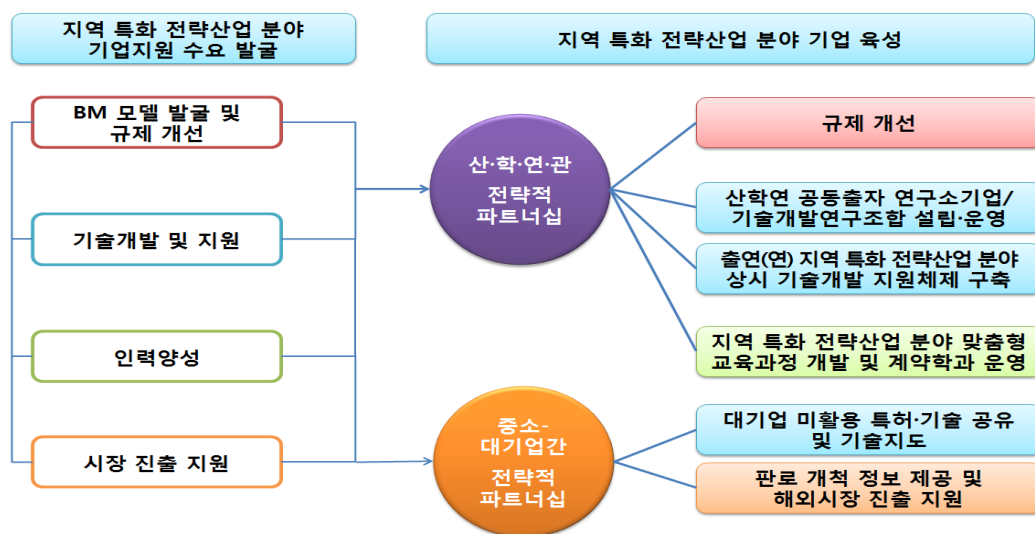 지역 특화 전략산업 분야
기업지원 수요 발굴
지역 특화 전략산업 분야 기업 육성
BM 모델 발굴 및
규제 개선
기술개발 및 지원
인력양성
시장 진출 지원
산·학·연·관
전략적
파트너십
중소-
대기업간
전략적
파트너십
규제 개선
산학연 공동출자 연구소기업/
기술개발연구조합 설립·운영
출연(연) 지역 특화 전략산업 분야
상시 기술개발 지원체제 구축
지역 특화 전략산업 분야 맞춤형
교육과정 개발 및 계약학과 운영
대기업 미활용 특허·기술 공유
및 기술지도
판로 개척 정보 제공 및
해외시장 진출 지원